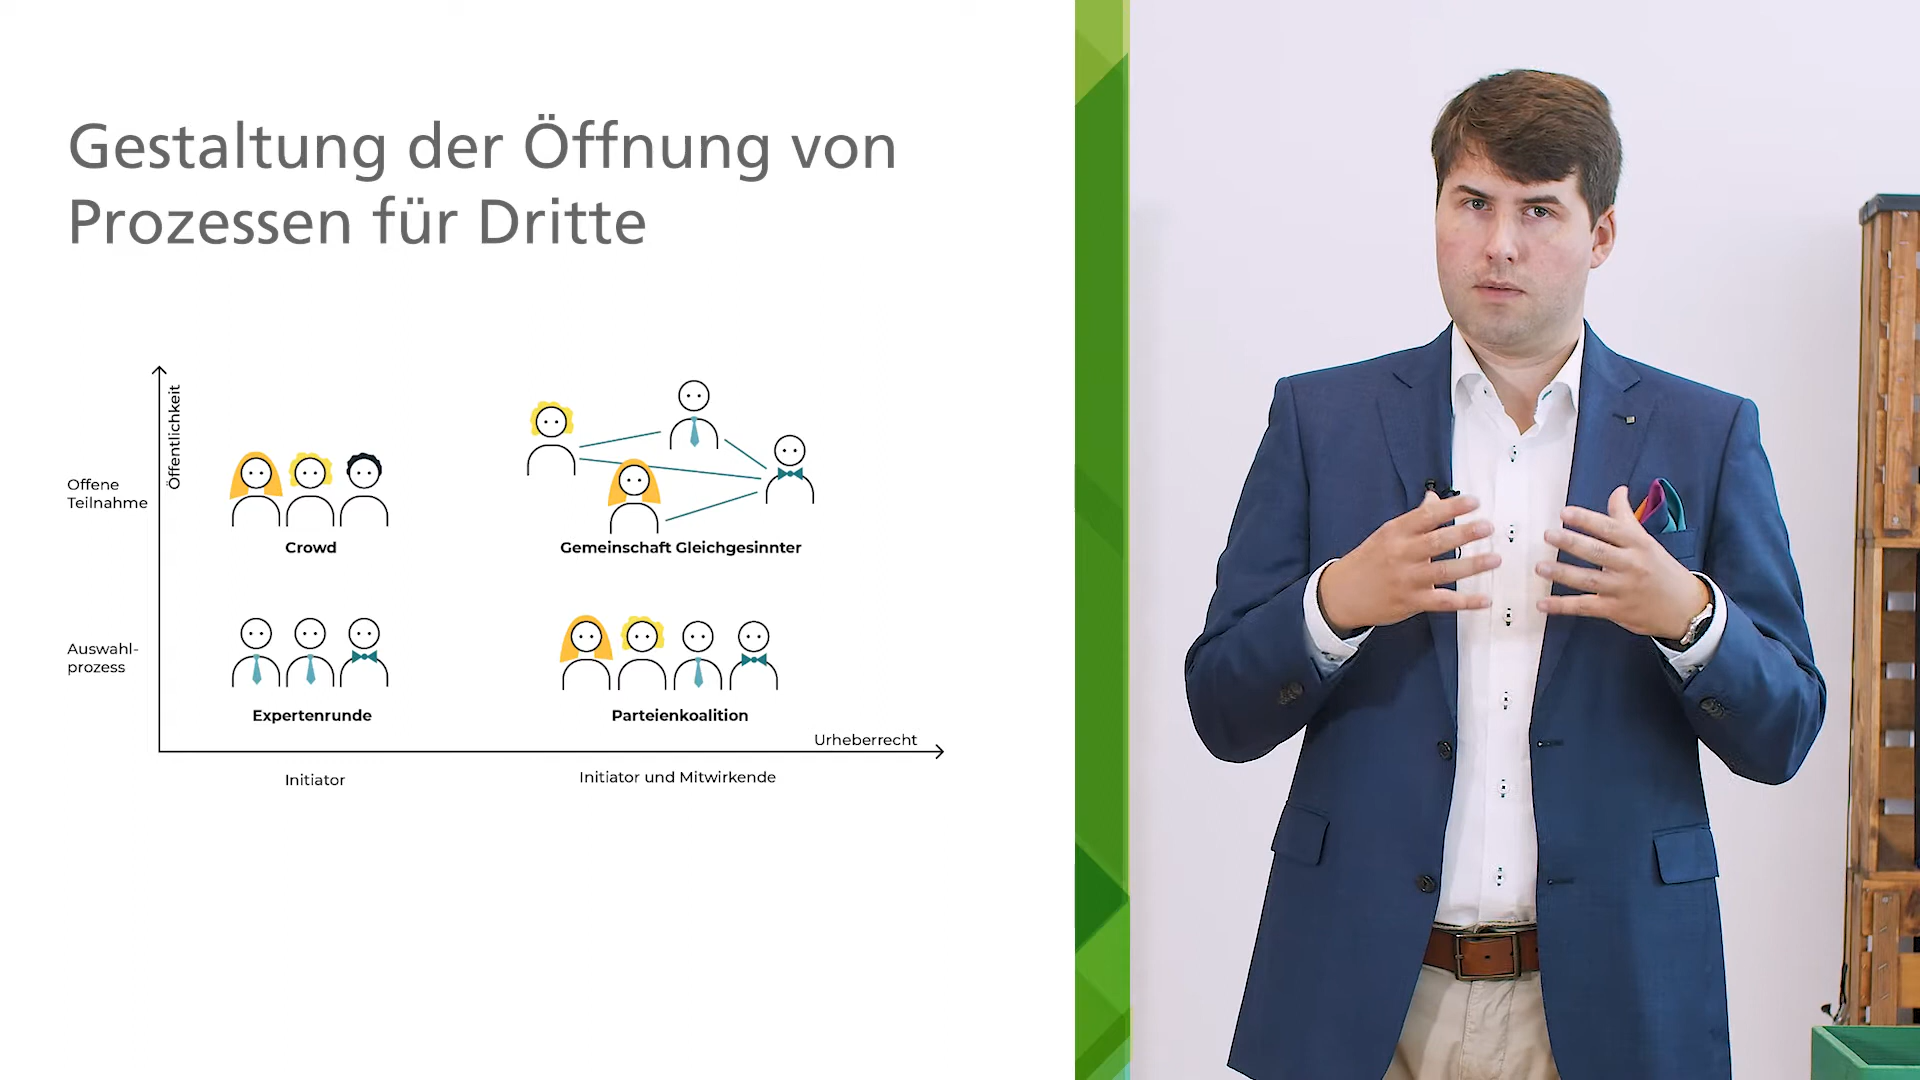 Gestaltung der Öffnung von
Prozessen für Dritte
Öffentlichkeit
Offene
Teilnahme
Crowd
Gemeinschaft Gleichgesinnter
Auswahl-
prozess
Expertenrunde
Parteienkoalition
Urheberrecht
Initiator
Initiator und Mitwirkende